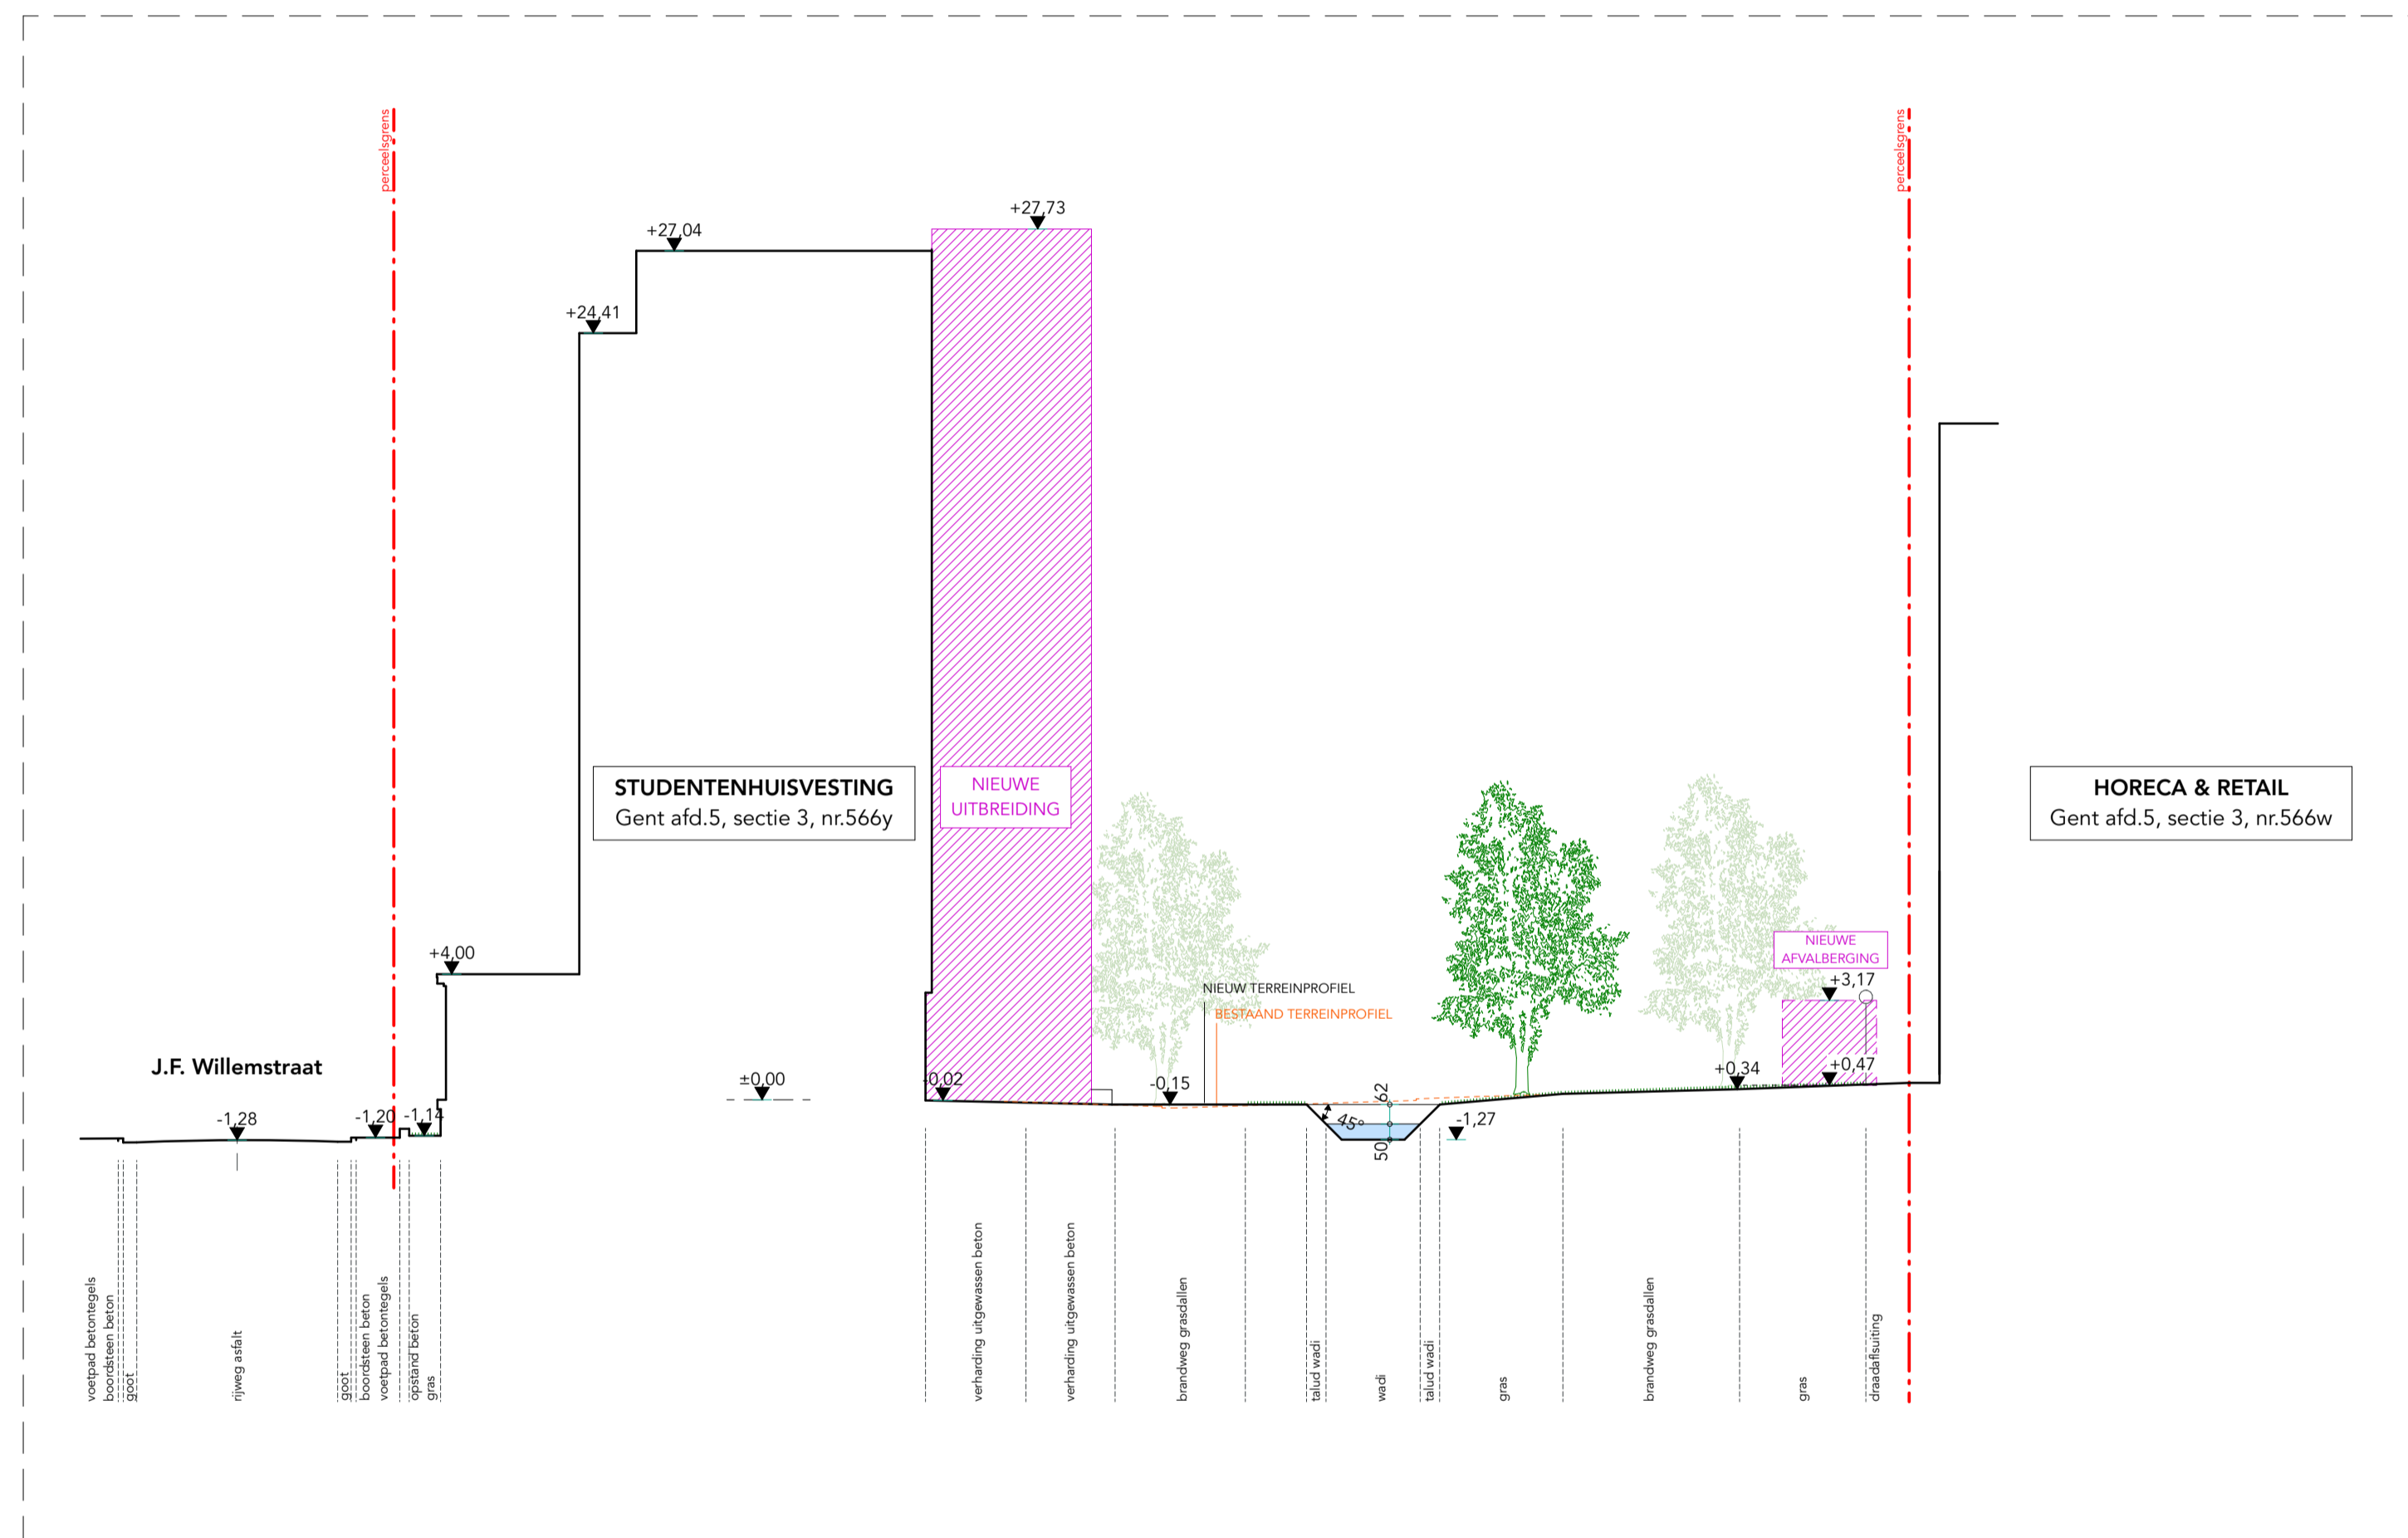 perceelsgrens
perceelsgrens
+27,73
+27,04
+24,41
STUDENTENHUISVESTING
Gent afd.5, sectie 3, nr.566y
NIEUWE
UITBREIDING
HORECA & RETAIL
Gent afd.5, sectie 3, nr.566w
+4,00
NIEUWE
AFVALBERGING
+3,17
NIEUW TERREINPROFIEL
BESTAAND TERREINPROFIEL
J.F. Willemstraat
±0,00
-0,02
-0,15
62
+0,34
+0,47
-1,28
-1,20
-1,14
45°
-1,27
50
voetpad betontegels
boordsteen beton
goot
rijweg asfalt
goot
boordsteen beton
voetpad betontegels
opstand beton
gras
verharding uitgewassen beton
verharding uitgewassen beton
brandweg grasdallen
talud wadi
wadi
talud wadi
gras
brandweg grasdallen
gras
draadaflsuiting